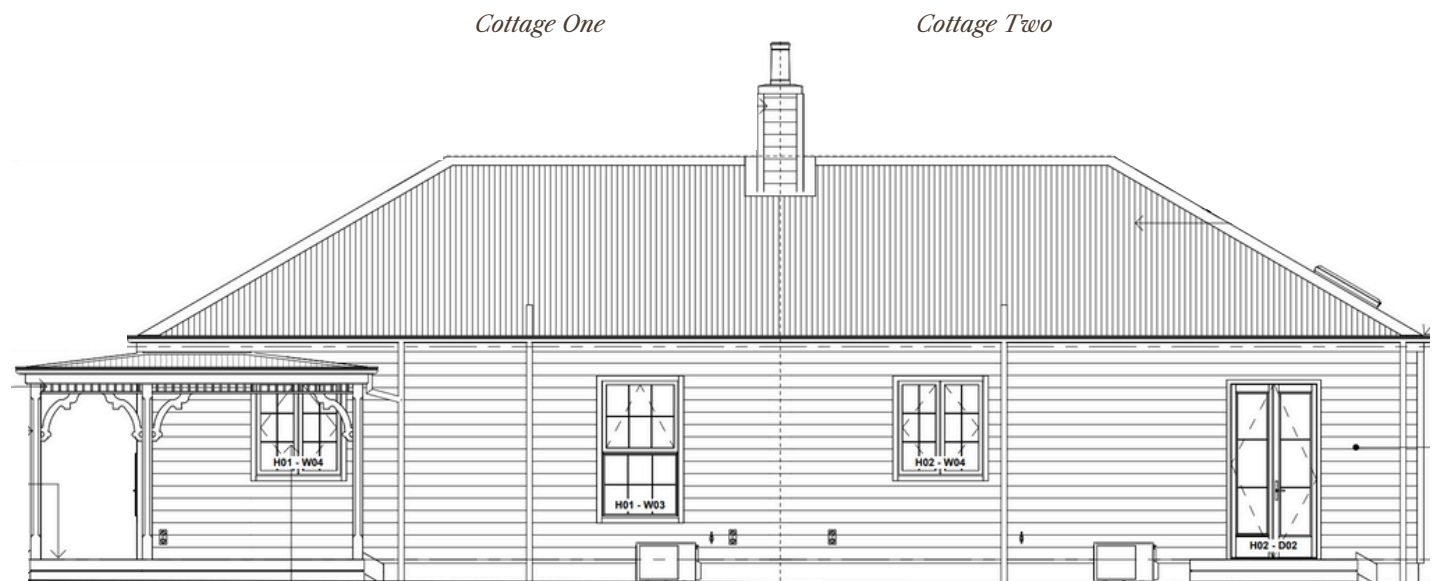 Cottage One
Cottage Two
H01 - W04
H02 - W04
H01 - W03
H02 - D02